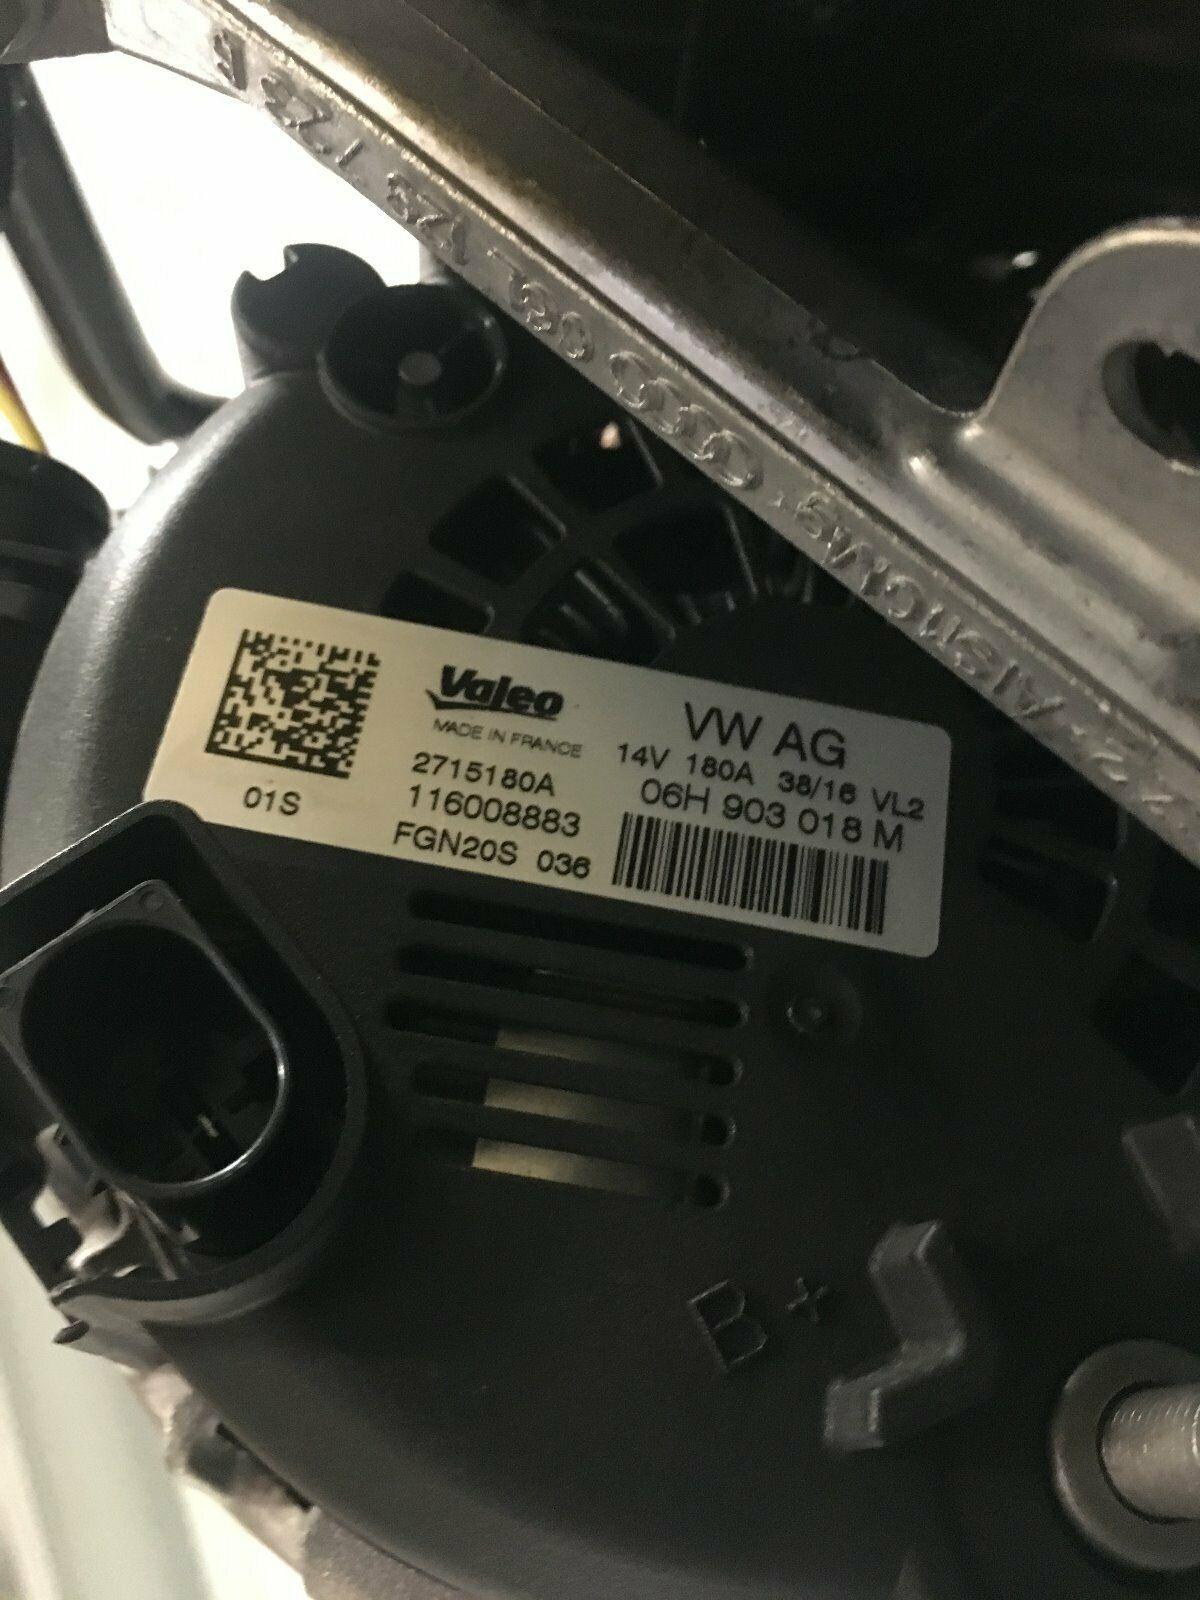 Valeo
MADE IN FRANCE
2715180A
116008883
FGN20S 036
01S
VW AG
14V 180A 38/16 VL2
06H 903 018 M
B+